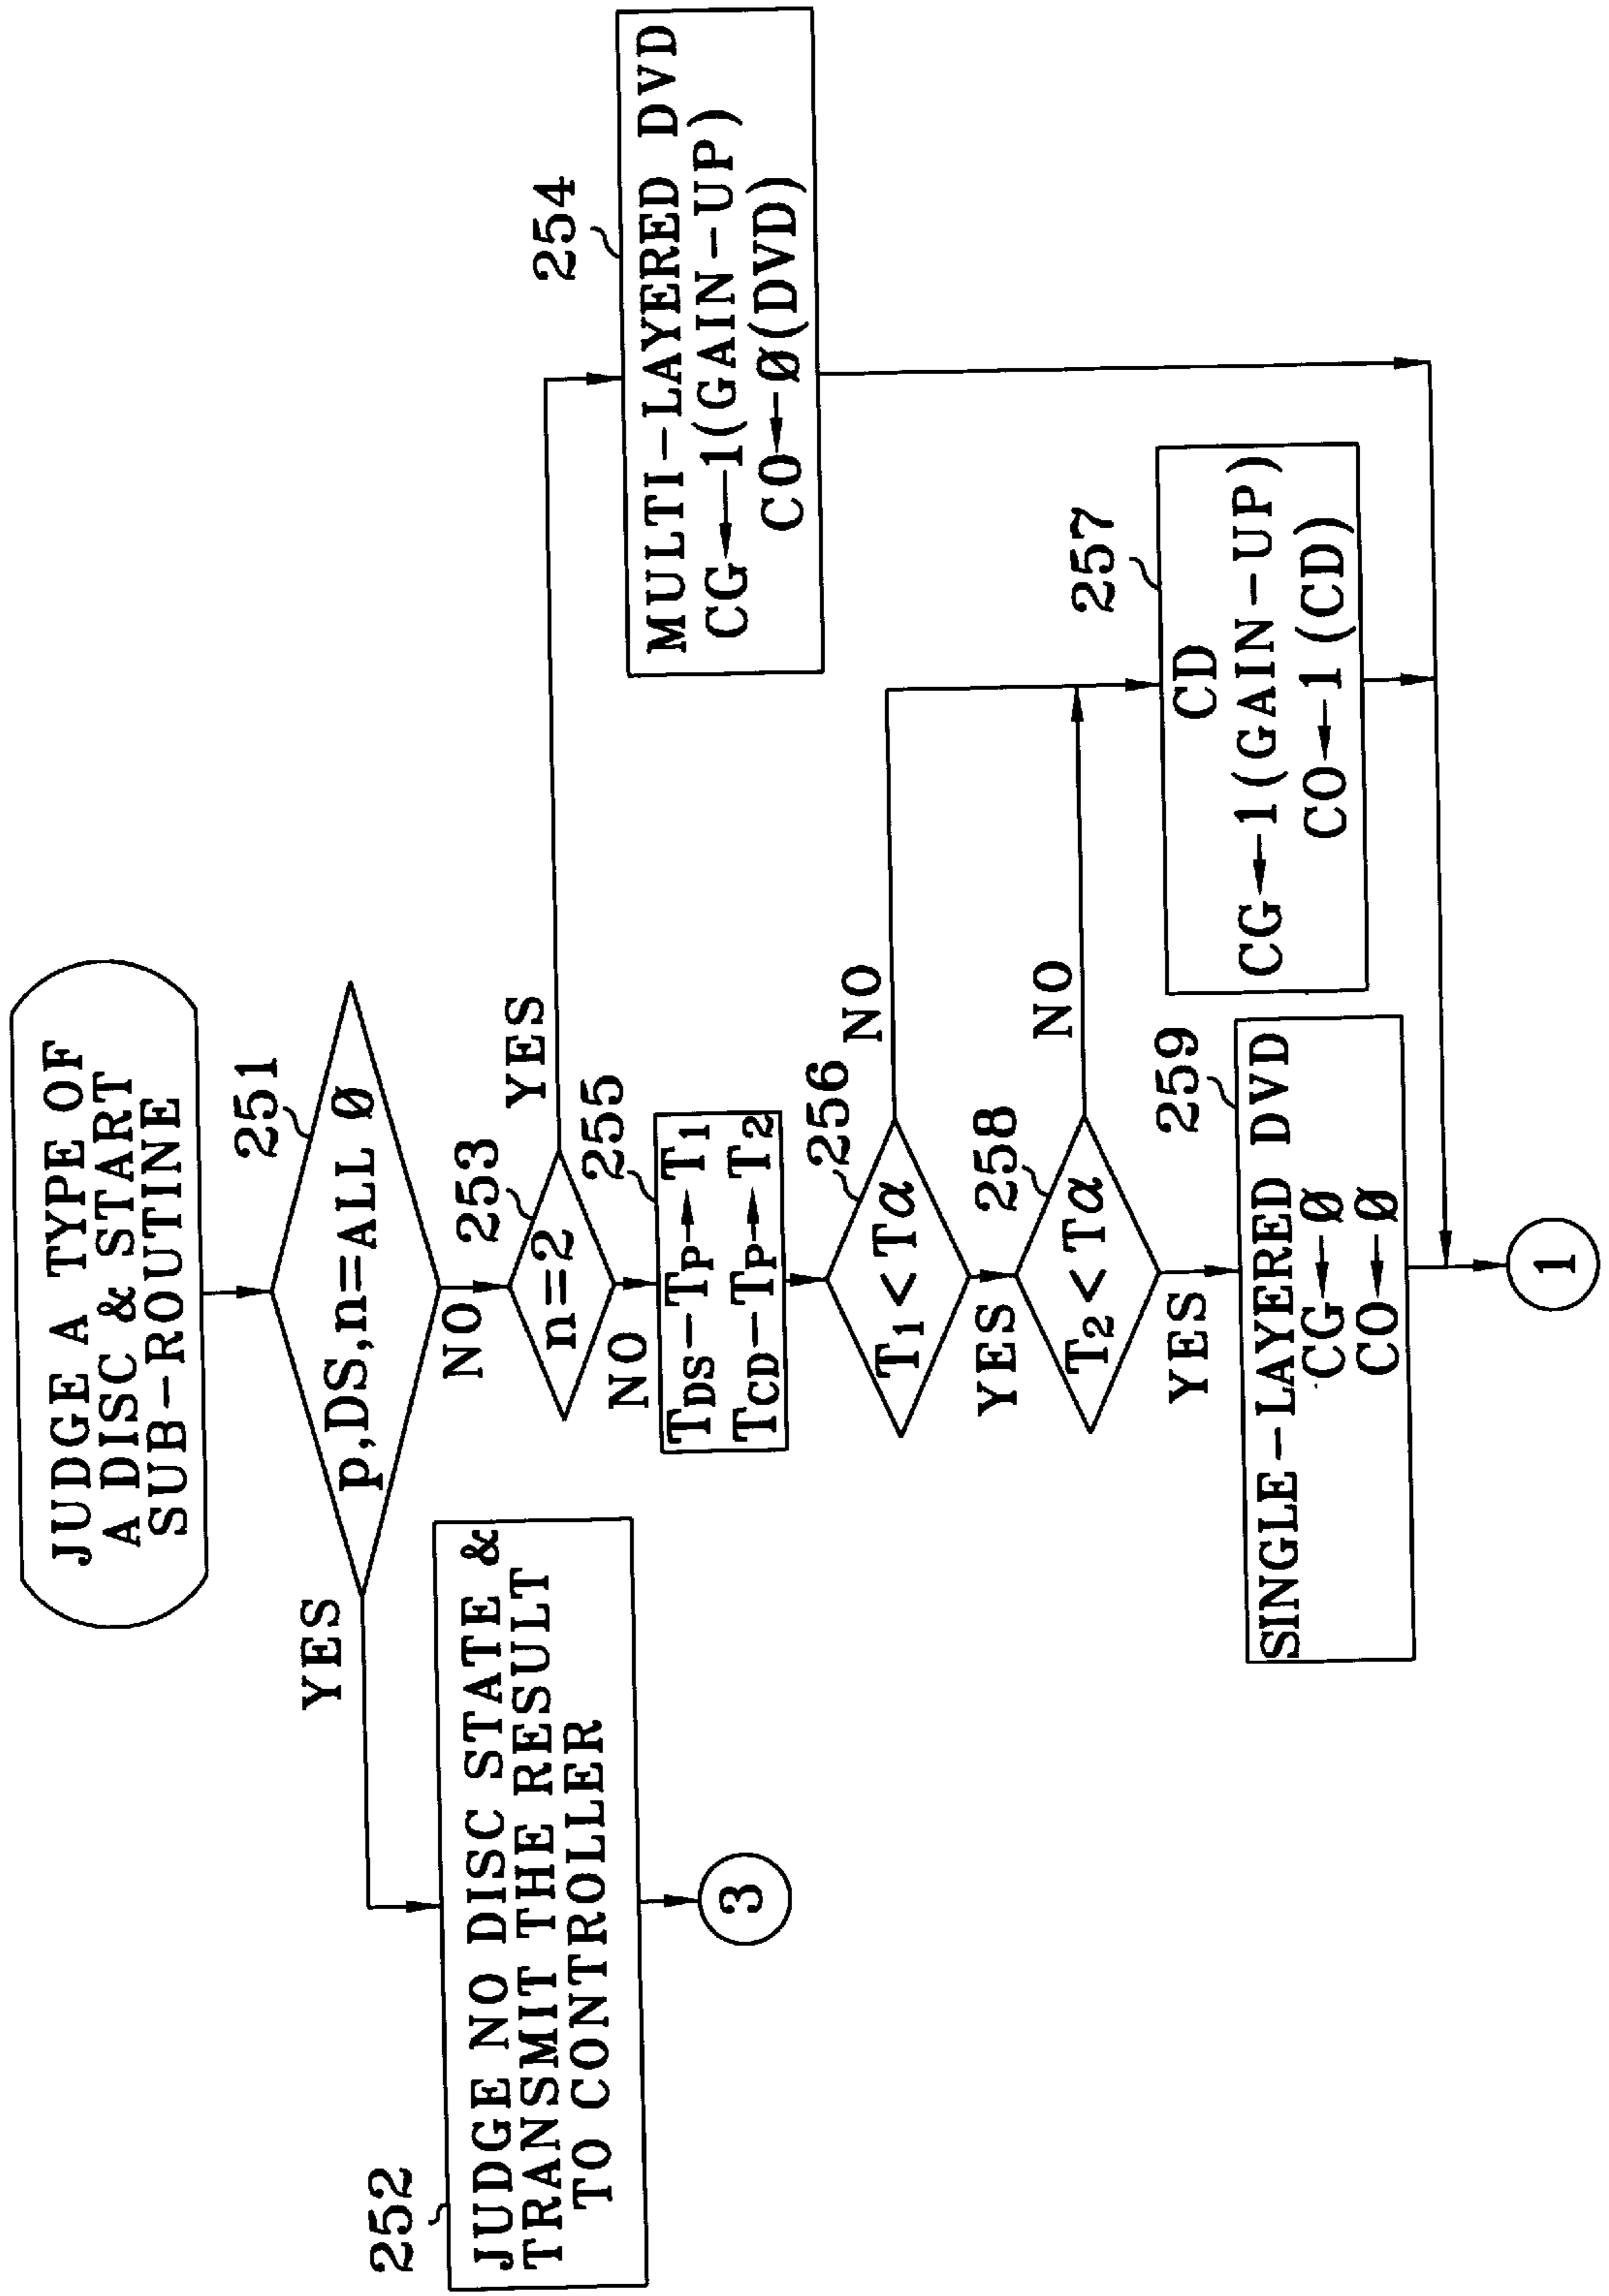 JUDGE A TYPE OF
A DISC & START
SUB-ROUTINE
251
p,DS,n=ALL Ø
YES
NO
252
JUDGE NO DISC STATE &
TRANSMIT THE RESULT
TO CONTROLLER
3
253
n=2
YES
NO
254
MULTI-LAYERED DVD
CG←1(GAIN-UP)
CO←Ø(DVD)
255
TDS-TP→T1
TCD-TP→T2
256
T1<Tα
NO
YES
257
CD
CG←1(GAIN-UP)
CO←1(CD)
258
T2<Tα
NO
YES
259
SINGLE-LAYERED DVD
CG←Ø
CO←Ø
1